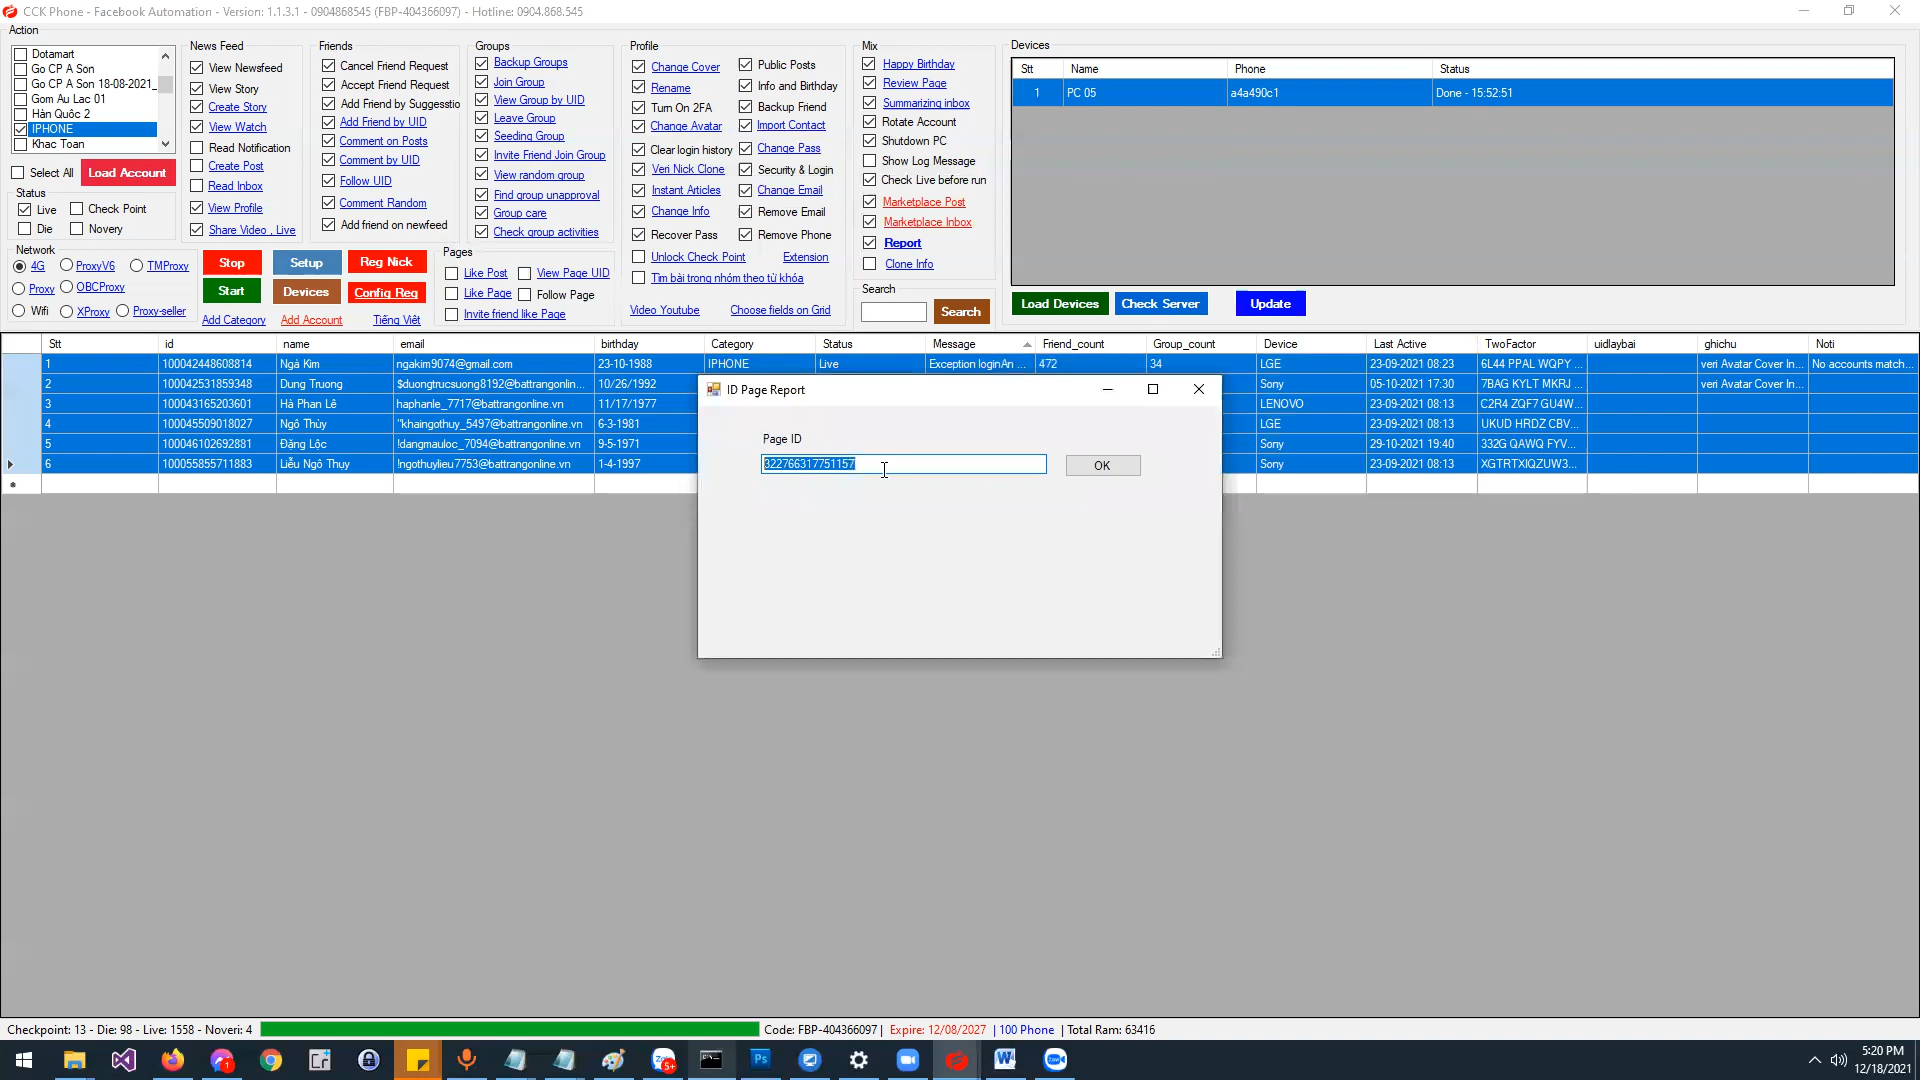 CCK Phone - Facebook Automation - Version: 1.1.3.1 - 0904868545 (FBP-404366097) - Hotline: 0904.868.545
Action
Dotamart
Go CP A Son
Go CP A Son 18-08-2021_
Gom Au Lac 01
Hàn Quôc 2
IPHONE
Khac Toan
Select All
Load Account
Status
Live
Check Point
Die
Novery
Network
4G
ProxyV6
TMProxy
Proxy
OBCProxy
Wifi
XProxy
Proxy-seller
News Feed
View Newsfeed
View Story
Create Story
View Watch
Read Notification
Create Post
Read Inbox
View Profile
Share Video , Live
Stop
Setup
Reg Nick
Start
Devices
Config Reg
Add Category
Add Account
Tiếng Việt
Friends
Cancel Friend Request
Accept Friend Request
Add Friend by Suggestio
Add Friend by UID
Comment on Posts
Comment by UID
Follow UID
Comment Random
Add friend on newfeed
Groups
Backup Groups
Join Group
View Group by UID
Leave Group
Seeding Group
Invite Friend Join Group
View random group
Find group unapproval
Group care
Check group activities
Pages
Like Post
View Page UID
Like Page
Follow Page
Invite friend like Page
Profile
Change Cover
Public Posts
Rename
Info and Birthday
Turn On 2FA
Backup Friend
Change Avatar
Import Contact
Clear login history
Change Pass
Veri Nick Clone
Security & Login
Instant Articles
Change Email
Change Info
Remove Email
Recover Pass
Remove Phone
Unlock Check Point
Extension
Tìm bài trong nhóm theo từ khóa
Video Youtube
Choose fields on Grid
Mix
Happy Birthday
Review Page
Summarizing inbox
Rotate Account
Shutdown PC
Show Log Message
Check Live before run
Marketplace Post
Marketplace Inbox
Report
Clone Info
Search
Search
Devices
Stt Name Phone Status
1 PC 05 a4a490c1 Done - 15:52:51
Load Devices
Check Server
Update
Stt id name email birthday Category Status Message Friend_count Group_count Device Last Active TwoFactor uidlaybai ghichu Noti
1 100042448608814 Ngà Kim ngakim9074@gmail.com 23-10-1988 IPHONE Live Exception loginAn ... 472 34 LGE 23-09-2021 08:23 6L44 PPAL WQPY ... veri Avatar Cover In... No accounts match...
2 100042531859348 Dung Truong $duongtrucsuong8192@battrangonlin... 10/26/1992 Sony 05-10-2021 17:30 7BAG KYLT MKRJ ... veri Avatar Cover In...
3 100043165203601 Hà Phan Lê haphanle_7717@battrangonline.vn 11/17/1977 LENOVO 23-09-2021 08:13 C2R4 ZQF7 GU4W...
4 100045509018027 Ngô Thùy "khaingothuy_5497@battrangonline.vn 6-3-1981 LGE 23-09-2021 08:13 UKUD HRDZ CBV...
5 100046102692881 Đặng Lộc !dangmauloc_7094@battrangonline.vn 9-5-1971 Sony 29-10-2021 19:40 332G QAWQ FYV...
6 100055855711883 Liễu Ngô Thuy !ngothuylieu7753@battrangonline.vn 1-4-1997 Sony 23-09-2021 08:13 XGTRTXIQZUW3...
ID Page Report
Page ID
322766317751157
OK
Checkpoint: 13 - Die: 98 - Live: 1558 - Noveri: 4
Code: FBP-404366097 | Expire: 12/08/2027 | 100 Phone | Total Ram: 63416
5:20 PM
12/18/2021